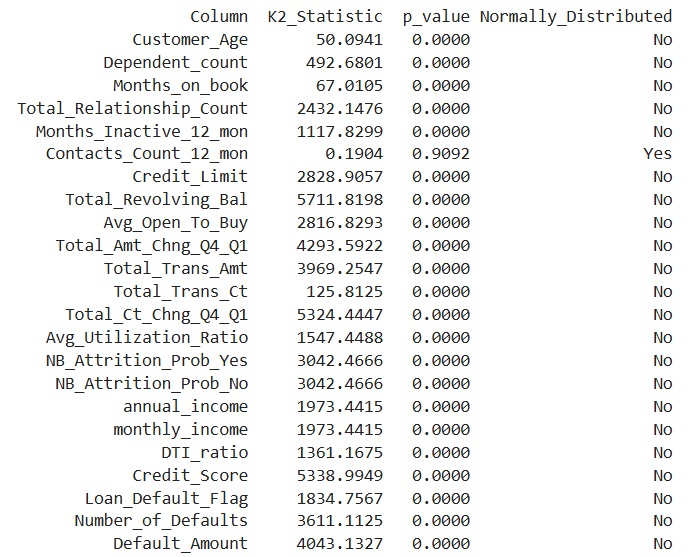 Column K2_Statistic p_value Normally_Distributed
Customer_Age 50.0941 0.0000 No
Dependent_count 492.6801 0.0000 No
Months_on_book 67.0105 0.0000 No
Total_Relationship_Count 2432.1476 0.0000 No
Months_Inactive_12_mon 1117.8299 0.0000 No
Contacts_Count_12_mon 0.1904 0.9092 Yes
Credit_Limit 2828.9057 0.0000 No
Total_Revolving_Bal 5711.8198 0.0000 No
Avg_Open_To_Buy 2816.8293 0.0000 No
Total_Amt_Chng_Q4_Q1 4293.5922 0.0000 No
Total_Trans_Amt 3969.2547 0.0000 No
Total_Trans_Ct 125.8125 0.0000 No
Total_Ct_Chng_Q4_Q1 5324.4447 0.0000 No
Avg_Utilization_Ratio 1547.4488 0.0000 No
NB_Attrition_Prob_Yes 3042.4666 0.0000 No
NB_Attrition_Prob_No 3042.4666 0.0000 No
annual_income 1973.4415 0.0000 No
monthly_income 1973.4415 0.0000 No
DTI_ratio 1361.1675 0.0000 No
Credit_Score 5338.9949 0.0000 No
Loan_Default_Flag 1834.7567 0.0000 No
Number_of_Defaults 3611.1125 0.0000 No
Default_Amount 4043.1327 0.0000 No